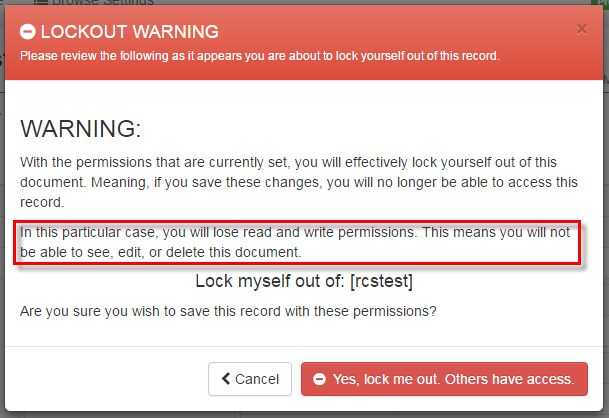 Browse Settings
LOCKOUT WARNING
×
Please review the following as it appears you are about to lock yourself out of this record.
WARNING:
With the permissions that are currently set, you will effectively lock yourself out of this
document. Meaning, if you save these changes, you will no longer be able to access this
record.
In this particular case, you will lose read and write permissions. This means you will not
be able to see, edit, or delete this document.
Lock myself out of: [rcstest]
Are you sure you wish to save this record with these permissions?
Cancel
Yes, lock me out. Others have access.